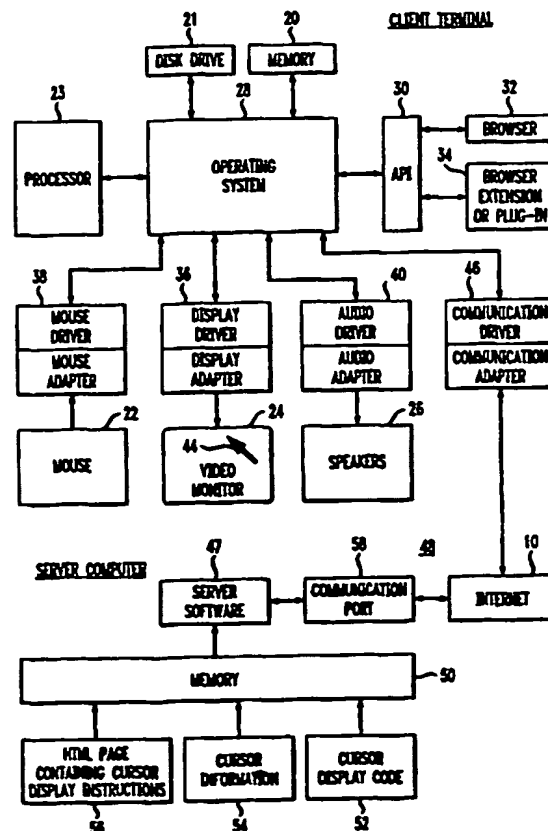 CLIENT TERMINAL
21
20
DISK DRIVE
MEMORY
23
28
30
32
PROCESSOR
OPERATING
SYSTEM
API
BROWSER
34
BROWSER
EXTENSION
OR PLUG-IN
38
36
40
46
MOUSE DRIVER
MOUSE
ADAPTER
DISPLAY DRIVER
DISPLAY
ADAPTER
AUDIO DRIVER
AUDIO
ADAPTER
COMMUNICATION
DRIVER
COMMUNICATION
ADAPTER
22
24
26
MOUSE
44
VIDEO
MONITOR
SPEAKERS
SERVER COMPUTER
47
58
48
10
SERVER
SOFTWARE
COMMUNICATION
PORT
INTERNET
MEMORY
50
HTML PAGE
CONTAINING CURSOR
DISPLAY INSTRUCTIONS
CURSOR
INFORMATION
CURSOR
DISPLAY CODE
56
54
52